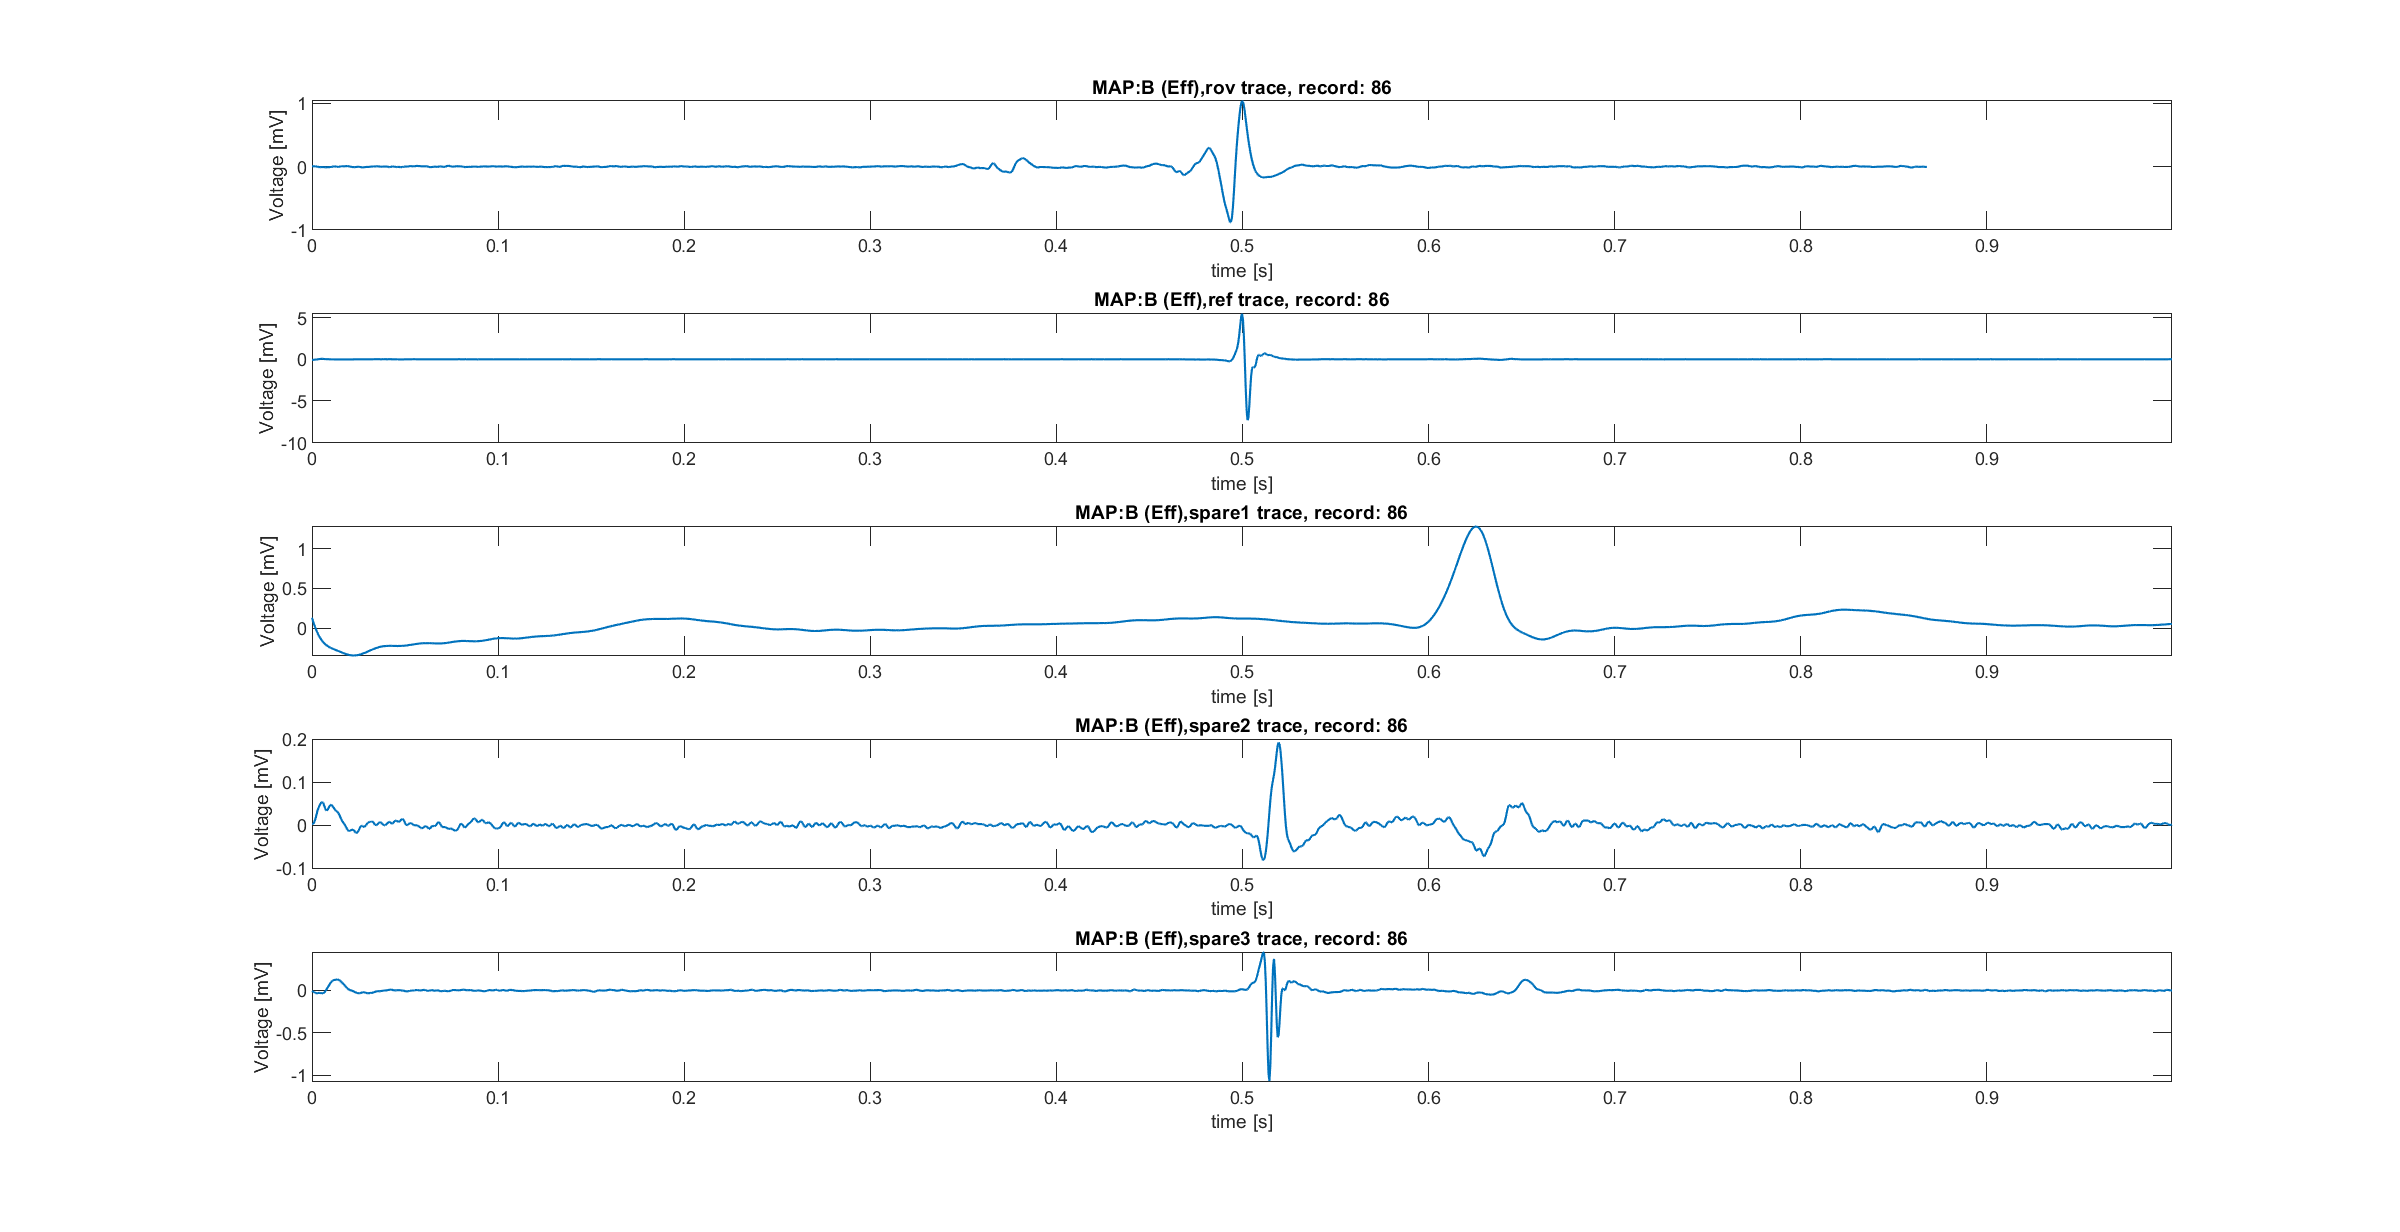 MAP:B (Eff),rov trace, record: 86
Voltage [mV]
1
0
-1
0 0.1 0.2 0.3 0.4 0.5 0.6 0.7 0.8 0.9
time [s]
MAP:B (Eff),ref trace, record: 86
Voltage [mV]
5
0
-5
-10
0 0.1 0.2 0.3 0.4 0.5 0.6 0.7 0.8 0.9
time [s]
MAP:B (Eff),spare1 trace, record: 86
Voltage [mV]
1
0.5
0
0 0.1 0.2 0.3 0.4 0.5 0.6 0.7 0.8 0.9
time [s]
MAP:B (Eff),spare2 trace, record: 86
Voltage [mV]
0.2
0.1
0
-0.1
0 0.1 0.2 0.3 0.4 0.5 0.6 0.7 0.8 0.9
time [s]
MAP:B (Eff),spare3 trace, record: 86
Voltage [mV]
0
-0.5
-1
0 0.1 0.2 0.3 0.4 0.5 0.6 0.7 0.8 0.9
time [s]